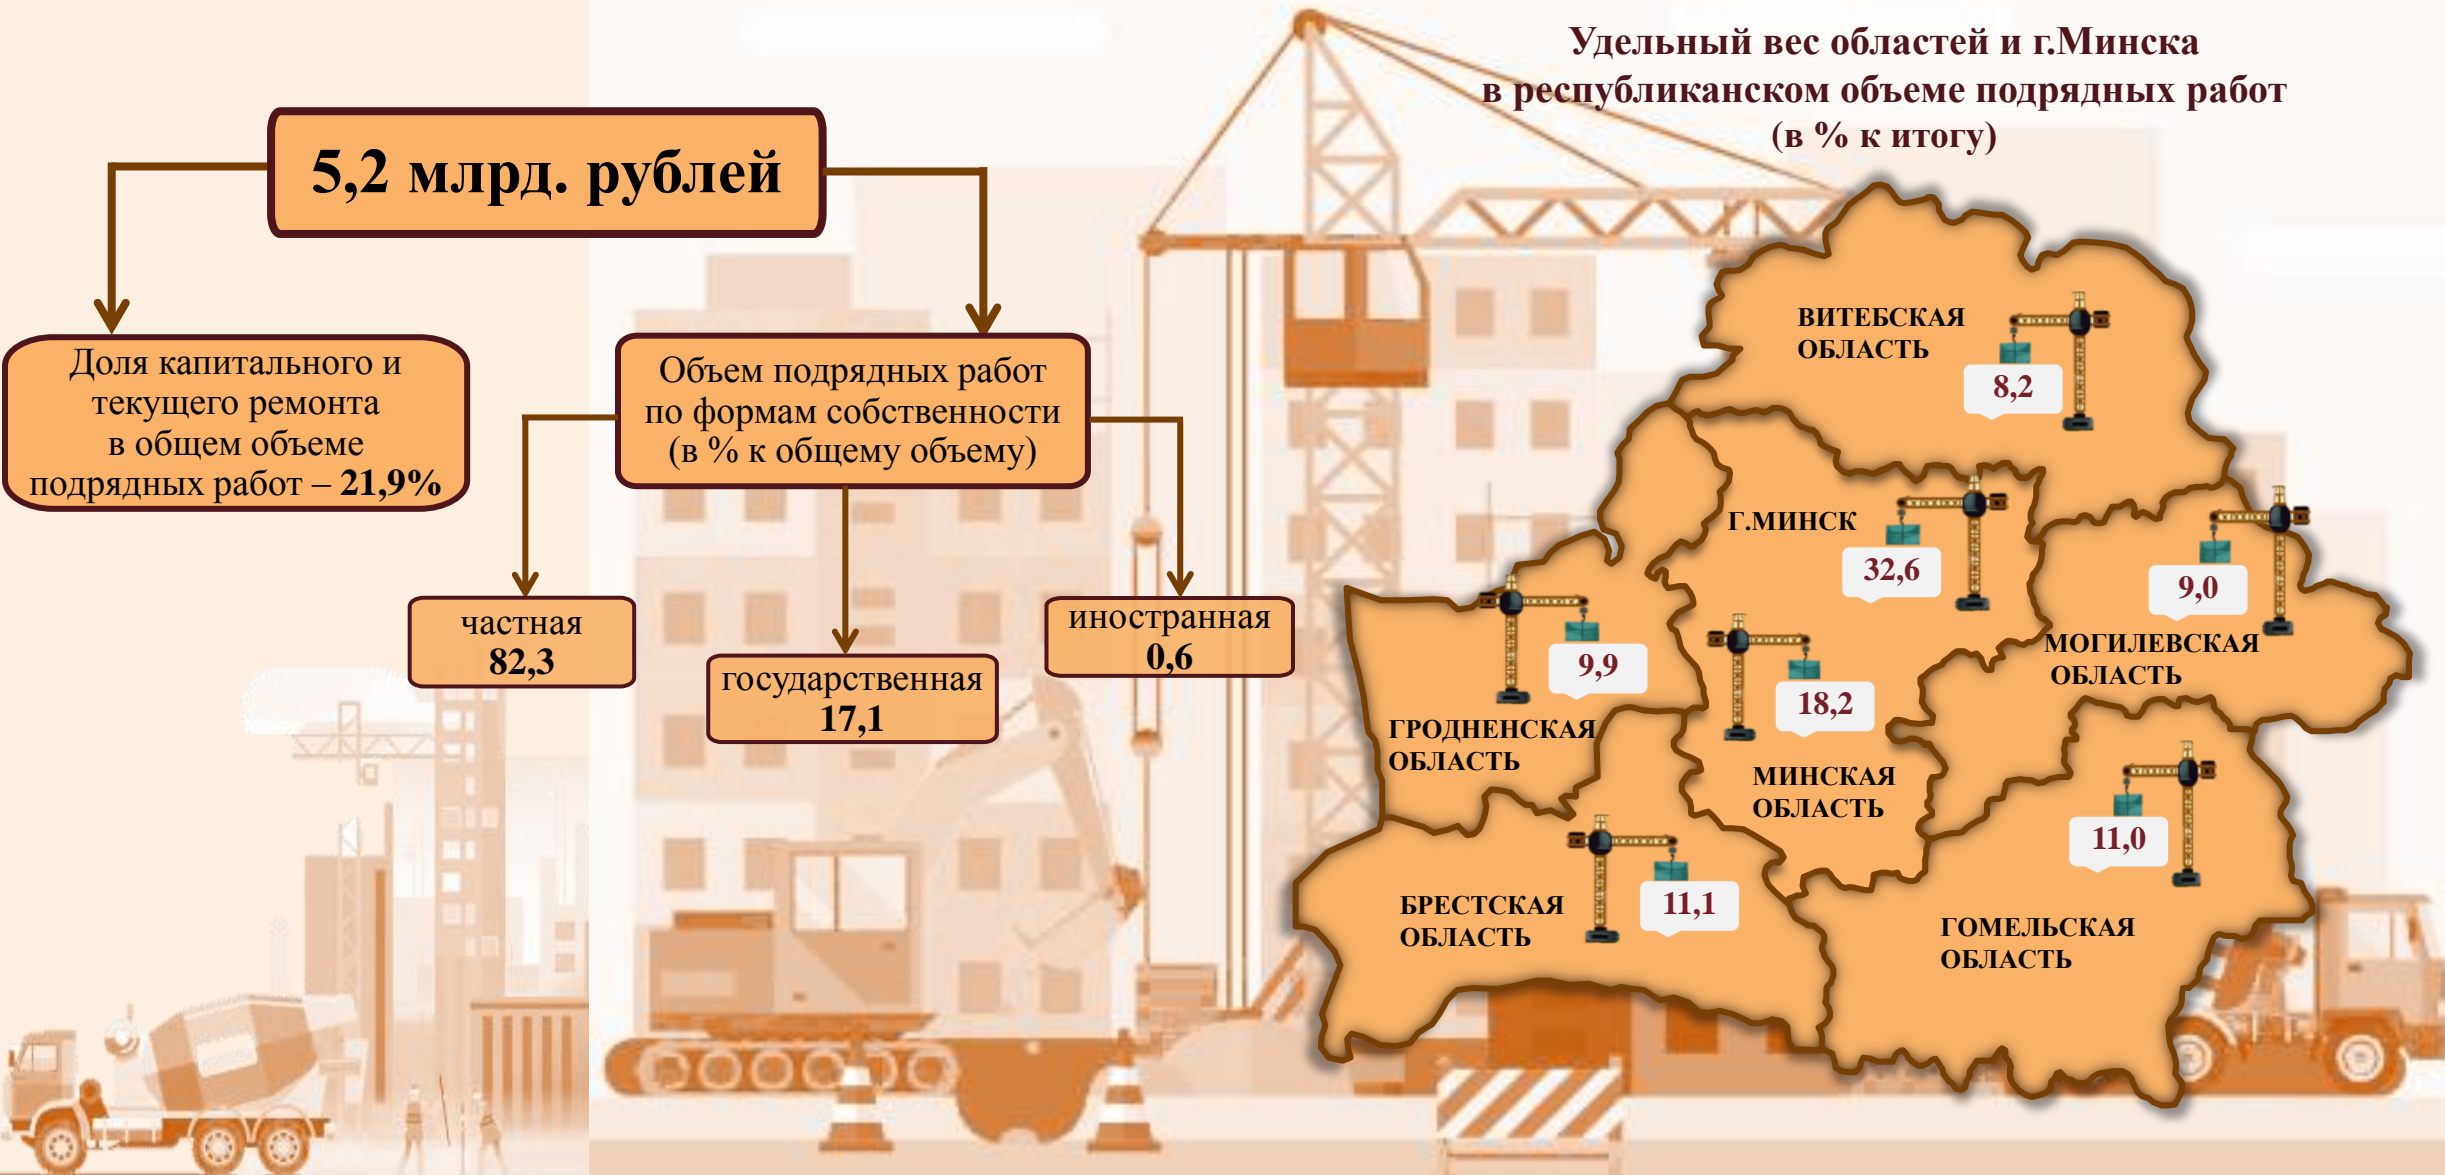 Удельный вес областей и г.Минска
в республиканском объеме подрядных работ
(в % к итогу)
5,2 млрд. рублей
Доля капитального и
текущего ремонта
в общем объеме
подрядных работ – 21,9%
Объем подрядных работ
по формам собственности
(в % к общему объему)
частная
82,3
государственная
17,1
иностранная
0,6
ВИТЕБСКАЯ
ОБЛАСТЬ
8,2
Г.МИНСК
32,6
9,0
МОГИЛЕВСКАЯ
ОБЛАСТЬ
9,9
ГРОДНЕНСКАЯ
ОБЛАСТЬ
18,2
МИНСКАЯ
ОБЛАСТЬ
11,0
ГОМЕЛЬСКАЯ
ОБЛАСТЬ
11,1
БРЕСТСКАЯ
ОБЛАСТЬ